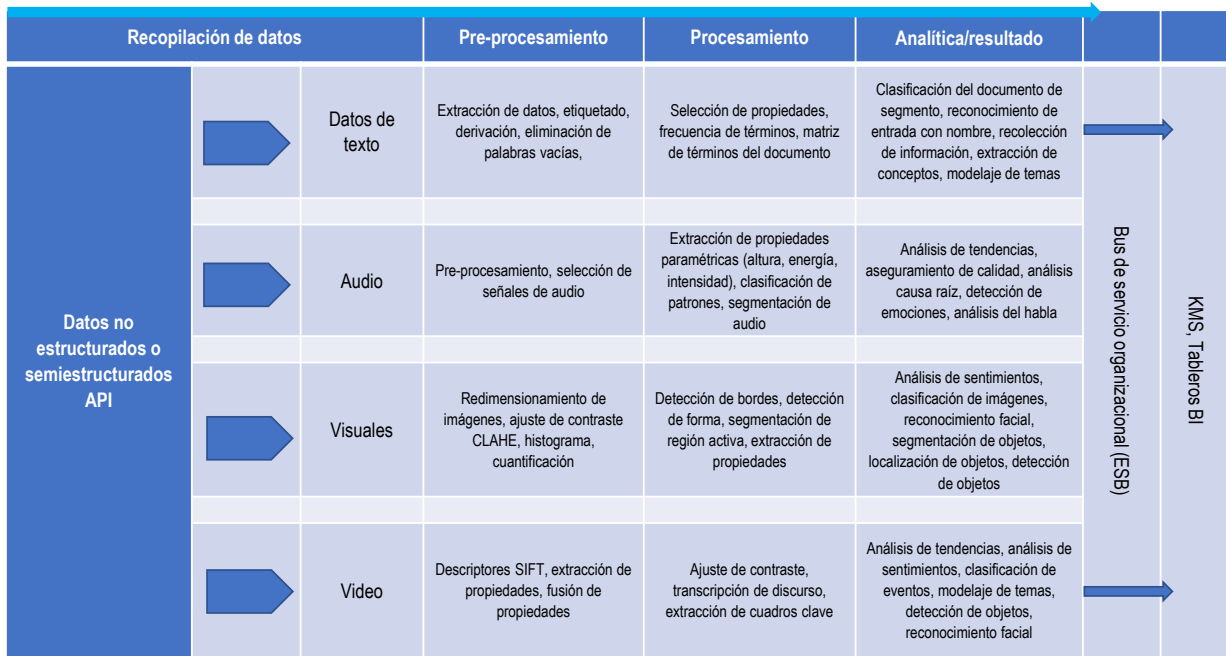 Recopilación de datos
Pre-procesamiento
Procesamiento
Analítica/resultado
Datos no
estructurados o
semiestructurados
API
Datos de
texto
Extracción de datos, etiquetado,
derivación, eliminación de
palabras vacías,
Selección de propiedades,
frecuencia de términos, matriz
de términos del documento
Clasificación del documento de
segmento, reconocimiento de
entrada con nombre, recolección
de información, extracción de
conceptos, modelaje de temas
Audio
Pre-procesamiento, selección de
señales de audio
Extracción de propiedades
paramétricas (altura, energía,
intensidad), clasificación de
patrones, segmentación de
audio
Análisis de tendencias,
aseguramiento de calidad, análisis
causa raíz, detección de
emociones, análisis del habla
Visuales
Redimensionamiento de
imágenes, ajuste de contraste
CLAHE, histograma,
cuantificación
Detección de bordes, detección
de forma, segmentación de
región activa, extracción de
propiedades
Análisis de sentimientos,
clasificación de imágenes,
reconocimiento facial,
segmentación de objetos,
localización de objetos, detección
de objetos
Video
Descriptores SIFT, extracción de
propiedades, fusión de
propiedades
Ajuste de contraste,
transcripción de discurso,
extracción de cuadros clave
Análisis de tendencias, análisis de
sentimientos, clasificación de
eventos, modelaje de temas,
detección de objetos,
reconocimiento facial
Bus de servicio organizacional (ESB)
KMS, Tableros BI